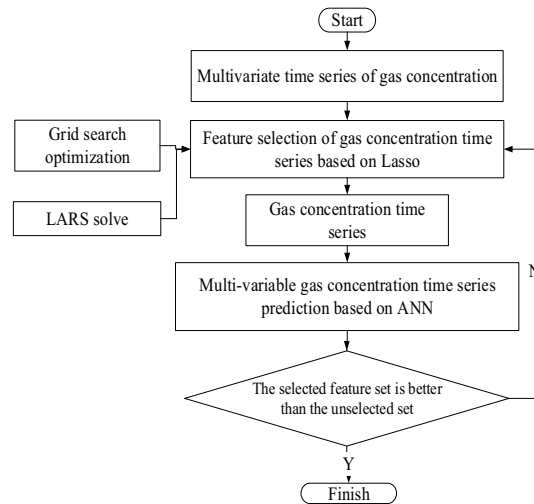 Start
Multivariate time series of gas concentration
Grid search
optimization
Feature selection of gas concentration time
series based on Lasso
LARS solve
Gas concentration time
series
Multi-variable gas concentration time series
prediction based on ANN
N
The selected feature set is better
than the unselected set
Y
Finish